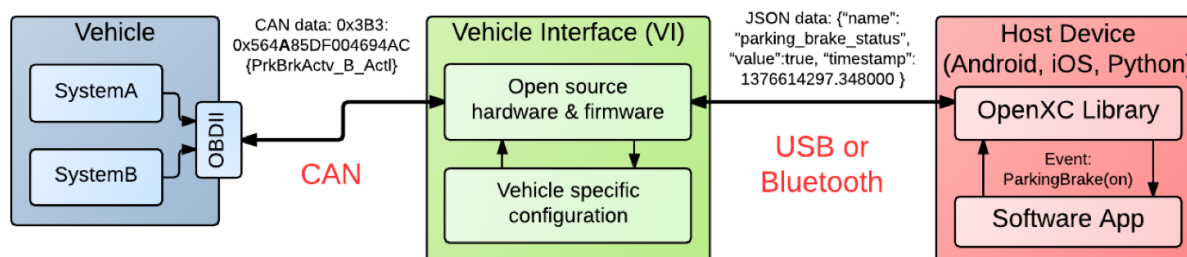 Vehicle
SystemA
SystemB
OBDII
CAN data: 0x3B3:
0x564A85DF004694AC
{PrkBrkActv_B_Actl}
CAN
Vehicle Interface (VI)
Open source
hardware & firmware
Vehicle specific
configuration
JSON data: {“name”:
”parking_brake_status”,
“value”:true, “timestamp”:
1376614297.348000 }
USB or
Bluetooth
Host Device
(Android, iOS, Python)
OpenXC Library
Event:
ParkingBrake(on)
Software App